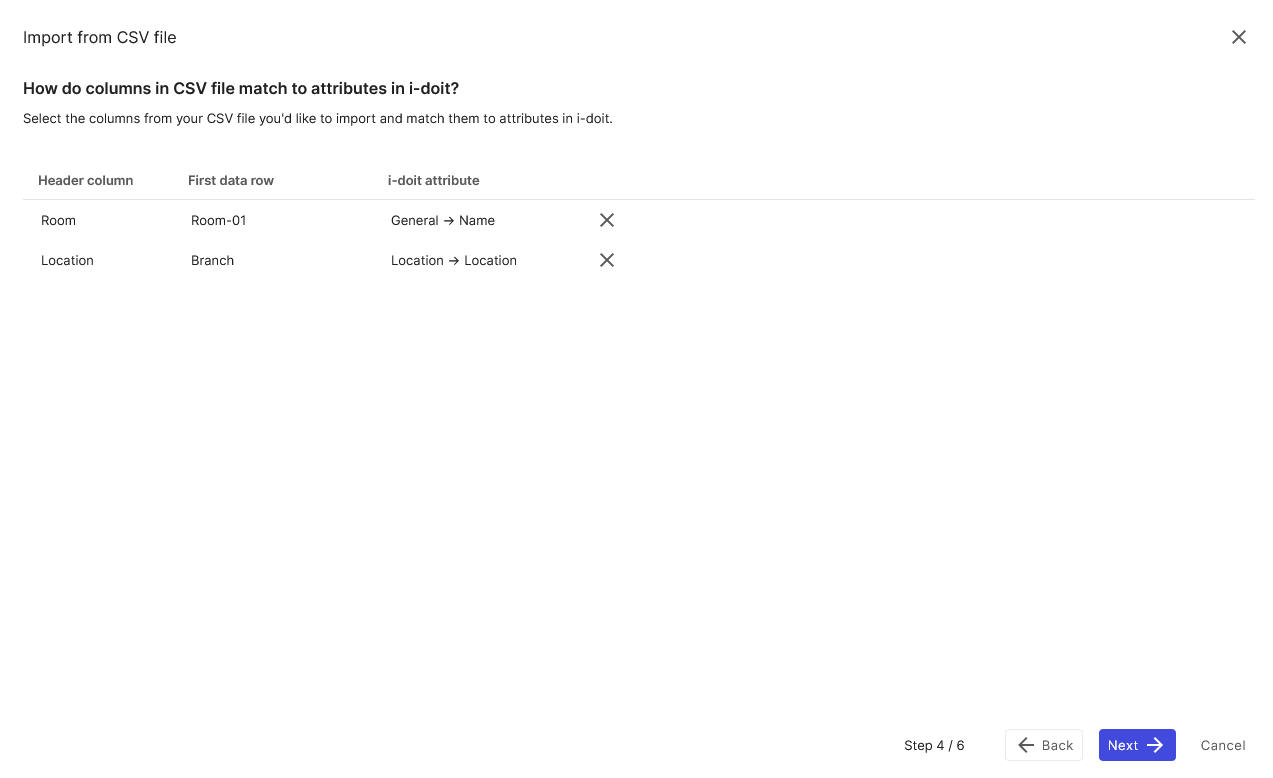 Import from CSV file
How do columns in CSV file match to attributes in i-doit?
Select the columns from your CSV file you'd like to import and match them to attributes in i-doit.
Header column First data row i-doit attribute
Room Room-01 General → Name
Location Branch Location → Location
Step 4 / 6 Back Next Cancel